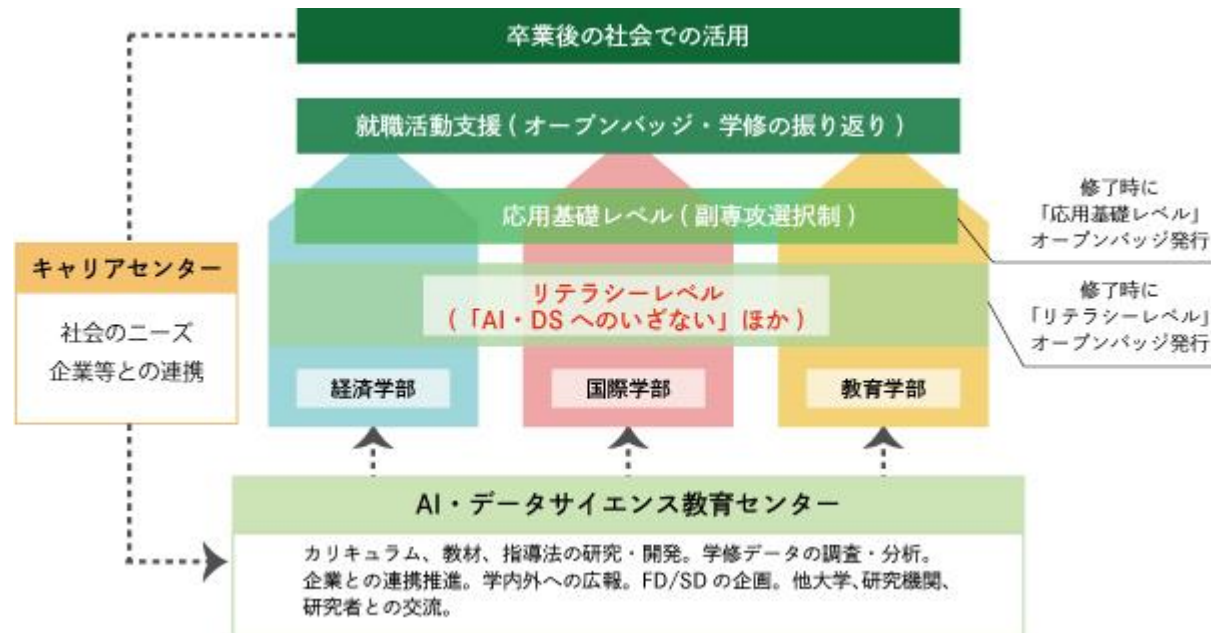 卒業後の社会での活用
就職活動支援 ( オープンバッジ・学修の振り返り )
応用基礎レベル ( 副専攻選択制 )
修了時に
「応用基礎レベル」
オープンバッジ発行
リテラシーレベル
( 「AI・DS へのいざない」ほか )
修了時に
「リテラシーレベル」
オープンバッジ発行
キャリアセンター
社会のニーズ
企業等との連携
経済学部
国際学部
教育学部
AI・データサイエンス教育センター
カリキュラム、教材、指導法の研究・開発。学修データの調査・分析。
企業との連携推進。学内外への広報。FD/SD の企画。他大学、研究機関、
研究者との交流。